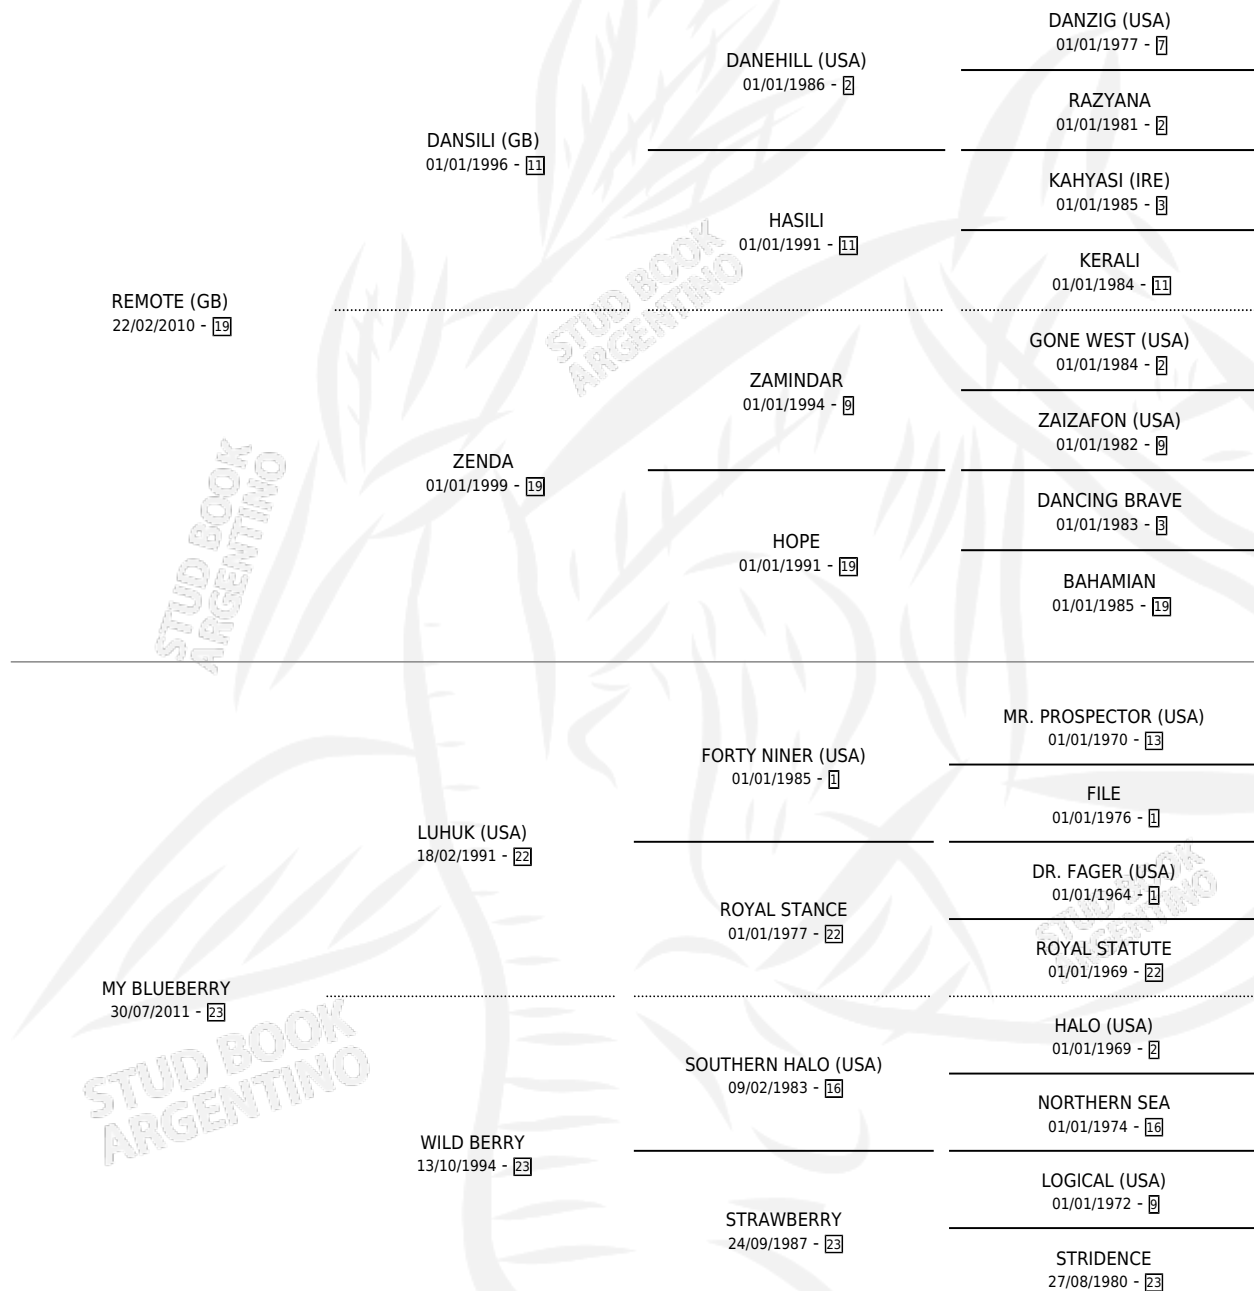 REMOTE (GB)
22/02/2010 - 19
DANSILI (GB)
01/01/1996 - 11
DANEHILL (USA)
01/01/1986 - 2
DANZIG (USA)
01/01/1977 - 7
RAZYANA
01/01/1981 - 2
HASILI
01/01/1991 - 11
KAHYASI (IRE)
01/01/1985 - 3
KERALI
01/01/1984 - 11
ZENDA
01/01/1999 - 19
ZAMINDAR
01/01/1994 - 9
GONE WEST (USA)
01/01/1984 - 2
ZAIZAFON (USA)
01/01/1982 - 9
HOPE
01/01/1991 - 19
DANCING BRAVE
01/01/1983 - 3
BAHAMIAN
01/01/1985 - 19
MY BLUEBERRY
30/07/2011 - 23
LUHUK (USA)
18/02/1991 - 22
FORTY NINER (USA)
01/01/1985 - 1
MR. PROSPECTOR (USA)
01/01/1970 - 13
FILE
01/01/1976 - 1
ROYAL STANCE
01/01/1977 - 22
DR. FAGER (USA)
01/01/1964 - 1
ROYAL STATUTE
01/01/1969 - 22
WILD BERRY
13/10/1994 - 23
SOUTHERN HALO (USA)
09/02/1983 - 16
HALO (USA)
01/01/1969 - 2
NORTHERN SEA
01/01/1974 - 16
STRAWBERRY
24/09/1987 - 23
LOGICAL (USA)
01/01/1972 - 9
STRIDENCE
27/08/1980 - 23
STUD BOOK
ARGENTINO
STUD BOOK
ARGENTINO
STUD BOOK
ARGENTINO
STUD BOOK
ARGENTINO